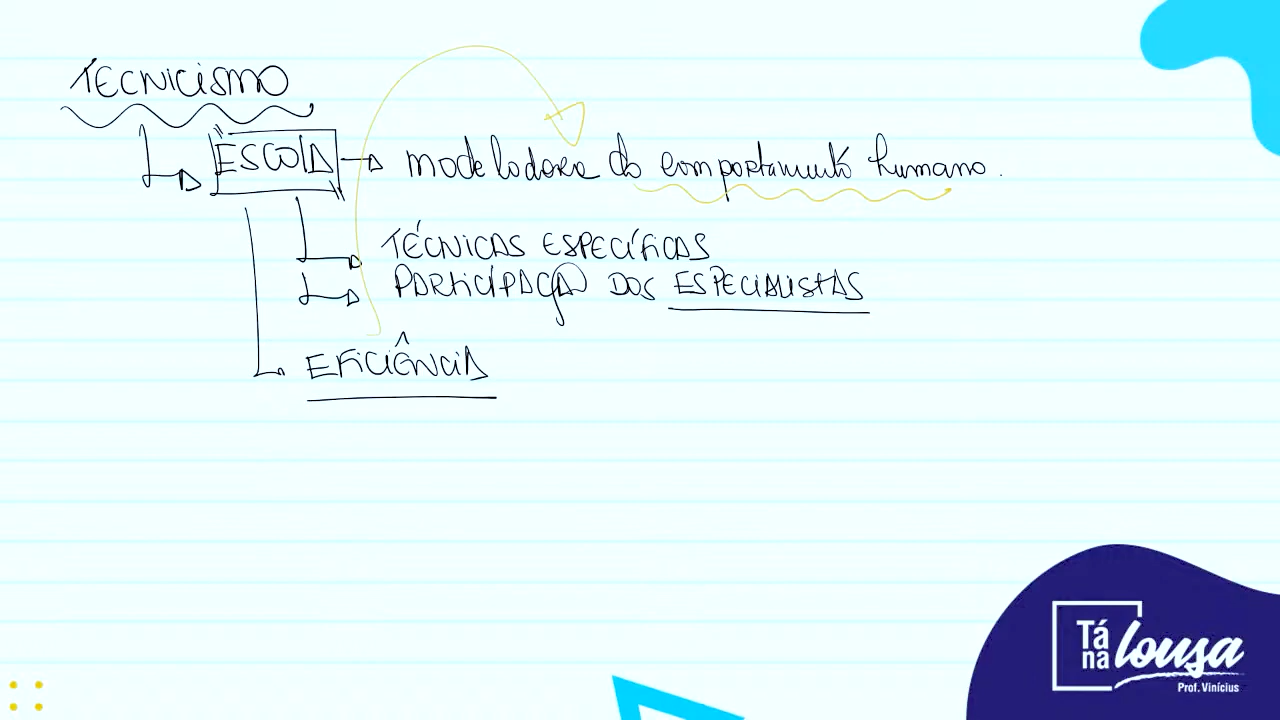 TECNICISMO
"ESCOLA" → modeladora do comportamento humano.
TÉCNICAS ESPECÍFICAS
PARTICIPAÇÃO DOS ESPECIALISTAS
EFICIÊNCIA
Tá na lousa
Prof. Vinícius